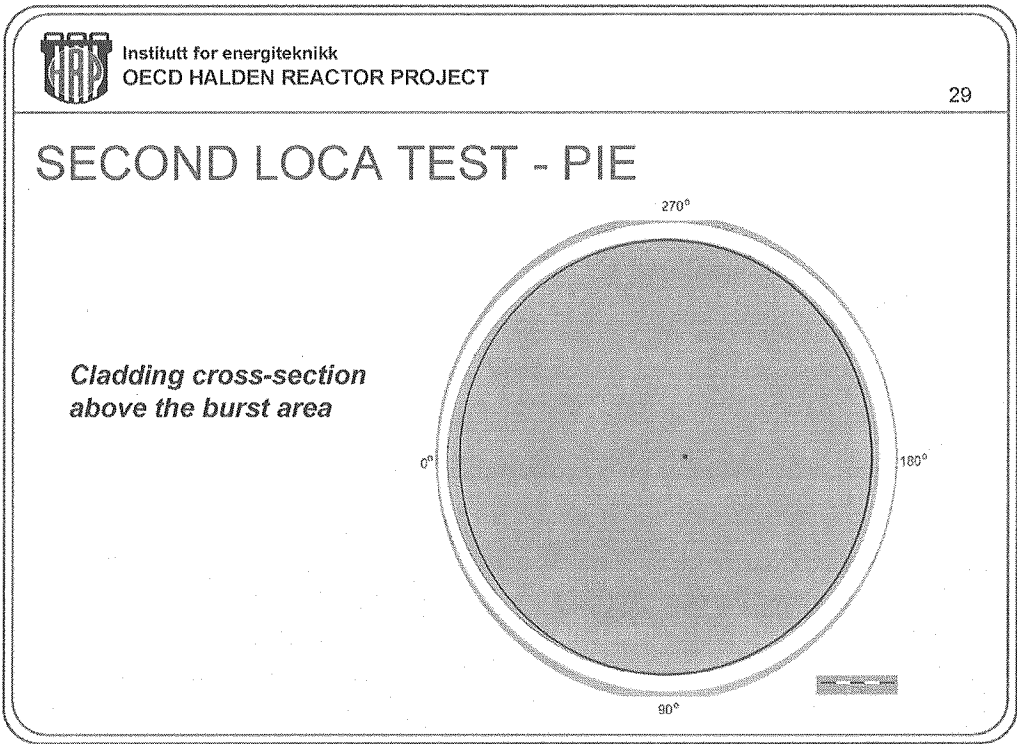 HRP
Institutt for energiteknikk
OECD HALDEN REACTOR PROJECT
29
SECOND LOCA TEST - PIE
270°
Cladding cross-section
above the burst area
0°
180°
90°